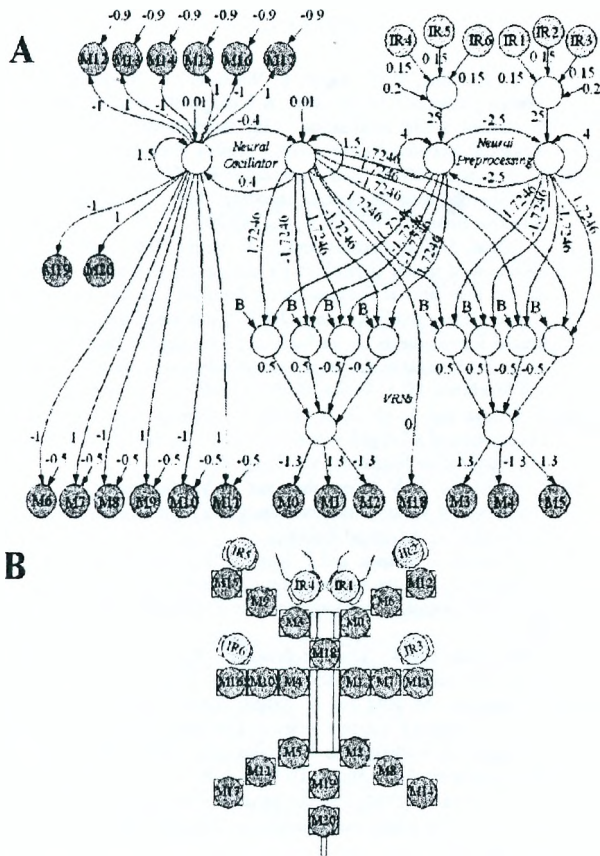 A
-0.9 -0.9 -0.9 -0.9 -0.9 -0.9
M12 M13 M14 M15 M16 M17
IR4 IR5 IR6 IR1 IR2 IR3
0.15 0.15 0.15 0.15 0.15 0.15
0.2 0.2
-1 -1 -1 1 -1 1
0.01 0.01
25 25
-0.4
-2.5
1.5 Neural 1.5 4 Neural 4
Oscillator Preprocessing
0.4
-2.5
-1 1
1.7246 -1.7246 1.7246 -1.7246
M19 M20
B B B B B B B B
0.5 0.5 -0.5 -0.5 0.5 0.5 -0.5 -0.5
VRNs
0
-1 1 -1 1 -1 1
-0.5 -0.5 -0.5 -0.5 -0.5 -0.5
-1.3 1.3 -1.3 1.3 -1.3 1.3
M6 M7 M8 M9 M10 M11 M0 M1 M2 M18 M3 M4 M5
B
IR5 IR2
M15 IR4 IR1 M12
M9 M6
M3 M0
IR6 M18 IR3
M16 M10 M4 M1 M7 M13
M5 M2
M11 M8
M17 M19 M14
M20